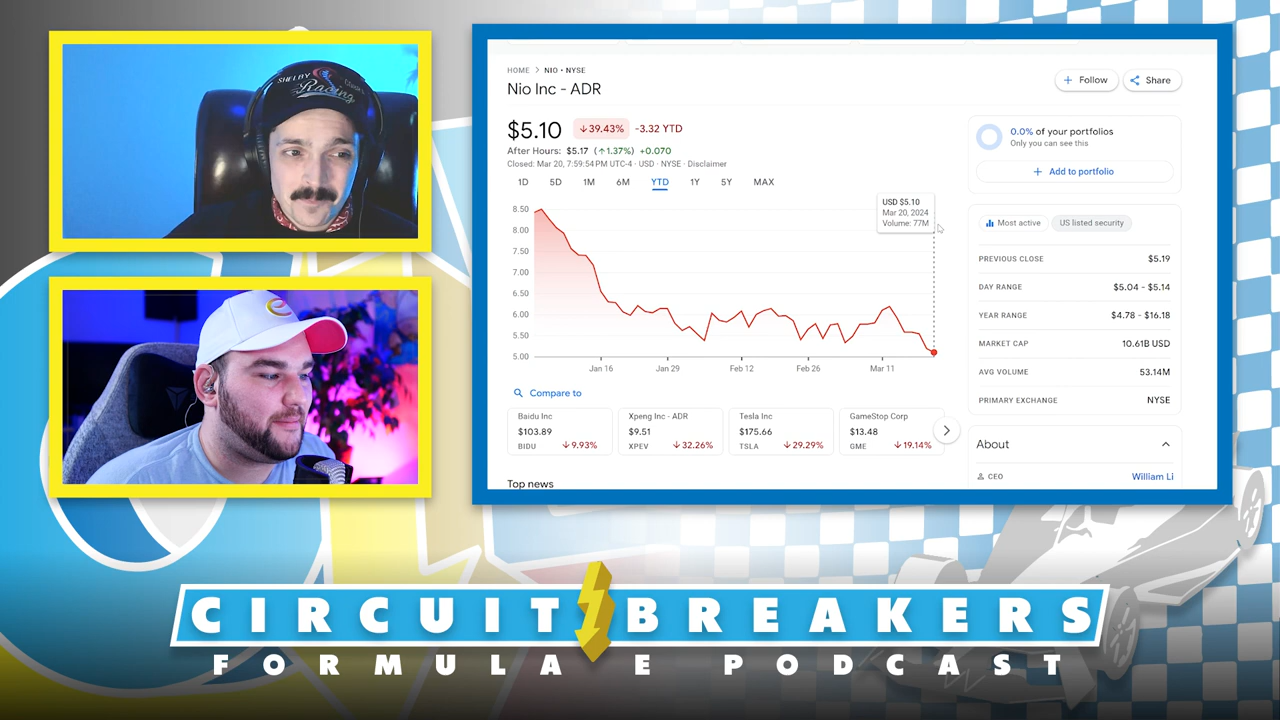 SHELBY
Racing
HOME > NIO • NYSE
Nio Inc - ADR
+ Follow
Share
$5.10 ↓39.43% -3.32 YTD
After Hours: $5.17 (↑1.37%) +0.070
Closed: Mar 20, 7:59:54 PM UTC-4 · USD · NYSE · Disclaimer
1D 5D 1M 6M YTD 1Y 5Y MAX
USD $5.10
Mar 20, 2024
Volume: 77M
8.50
8.00
7.50
7.00
6.50
6.00
5.50
5.00
Jan 16 Jan 29 Feb 12 Feb 26 Mar 11
Compare to
Baidu Inc
$103.89
BIDU ↓9.93%
Xpeng Inc - ADR
$9.51
XPEV ↓32.26%
Tesla Inc
$175.66
TSLA ↓29.29%
GameStop Corp
$13.48
GME ↓19.14%
Top news
0.0% of your portfolios
Only you can see this
+ Add to portfolio
Most active
US listed security
PREVIOUS CLOSE $5.19
DAY RANGE $5.04 - $5.14
YEAR RANGE $4.78 - $16.18
MARKET CAP 10.61B USD
AVG VOLUME 53.14M
PRIMARY EXCHANGE NYSE
About
CEO William Li
CIRCUIT BREAKERS
FORMULA E PODCAST